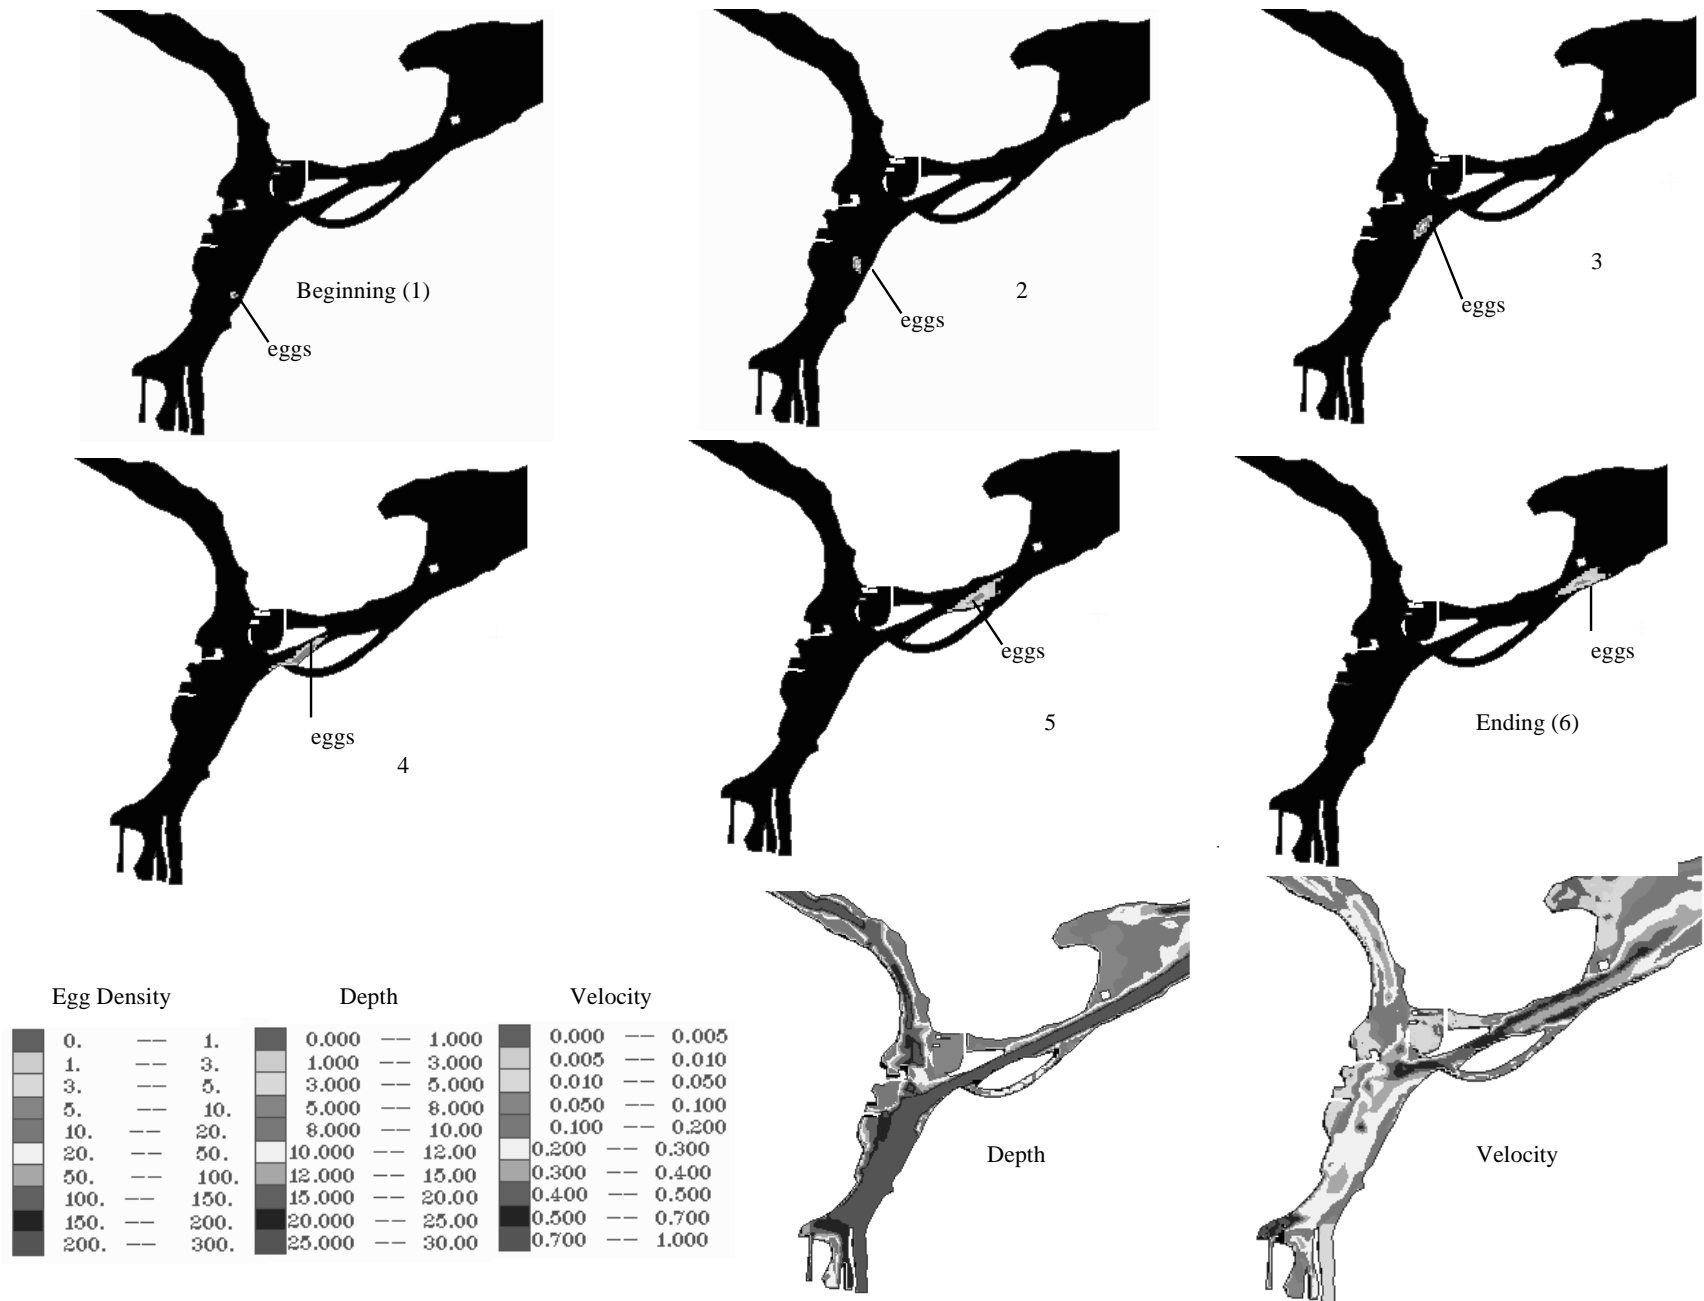 Beginning (1)
eggs
2
eggs
3
eggs
4
eggs
5
eggs
Ending (6)
eggs
Egg Density
0. -- 1.
1. -- 3.
3. -- 5.
5. -- 10.
10. -- 20.
20. -- 50.
50. -- 100.
100. -- 150.
150. -- 200.
200. -- 300.
Depth
0.000 -- 1.000
1.000 -- 3.000
3.000 -- 5.000
5.000 -- 8.000
8.000 -- 10.00
10.000 -- 12.00
12.000 -- 15.00
15.000 -- 20.00
20.000 -- 25.00
25.000 -- 30.00
Velocity
0.000 -- 0.005
0.005 -- 0.010
0.010 -- 0.050
0.050 -- 0.100
0.100 -- 0.200
0.200 -- 0.300
0.300 -- 0.400
0.400 -- 0.500
0.500 -- 0.700
0.700 -- 1.000
Depth
Velocity